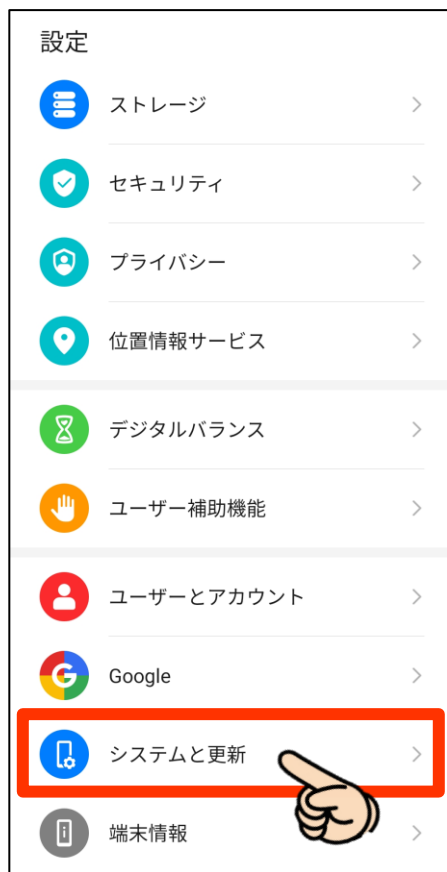 設定
ストレージ
セキュリティ
プライバシー
位置情報サービス
デジタルバランス
ユーザー補助機能
ユーザーとアカウント
Google
システムと更新
端末情報